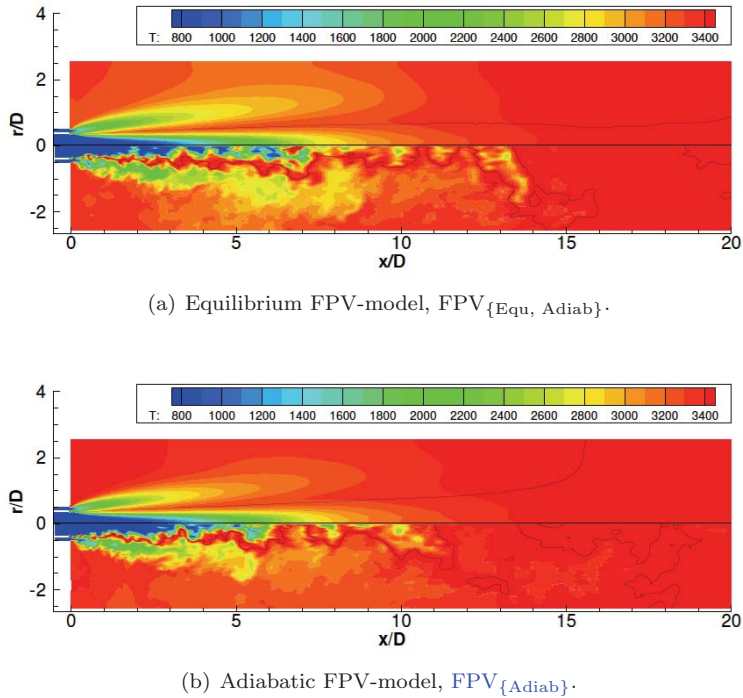 4
T: 800 1000 1200 1400 1600 1800 2000 2200 2400 2600 2800 3000 3200 3400
2
r/D
0
-2
0 5 10 15 20
x/D
(a) Equilibrium FPV-model, FPV{Equ, Adiab}.
4
T: 800 1000 1200 1400 1600 1800 2000 2200 2400 2600 2800 3000 3200 3400
2
r/D
0
-2
0 5 10 15 20
x/D
(b) Adiabatic FPV-model, FPV{Adiab}.